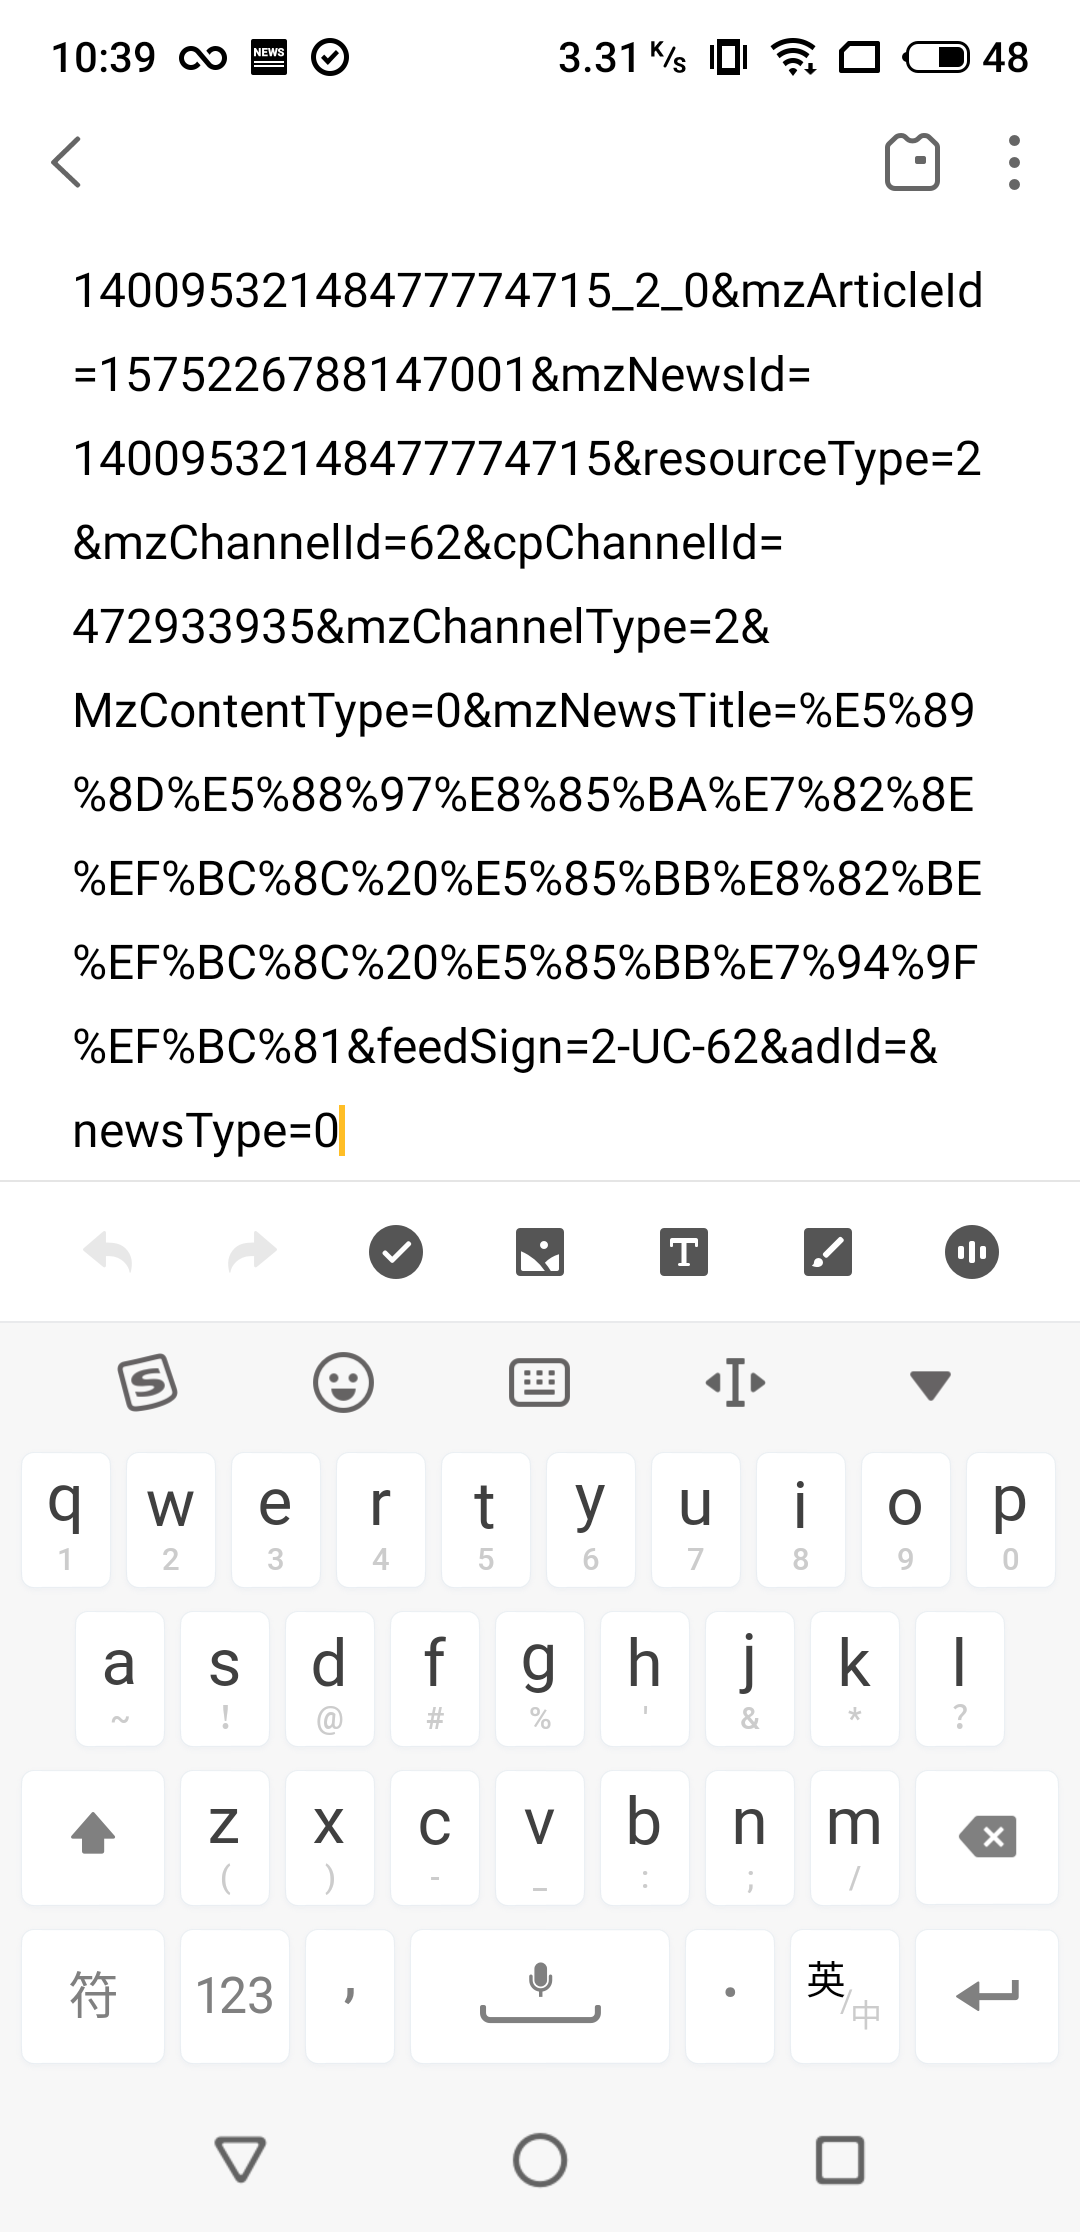 10:39 NEWS 3.31 K/s 48
14009532148477774715_2_0&mzArticleId
=1575226788147001&mzNewsId=
14009532148477774715&resourceType=2
&mzChannelId=62&cpChannelId=
472933935&mzChannelType=2&
MzContentType=0&mzNewsTitle=%E5%89
%8D%E5%88%97%E8%85%BA%E7%82%8E
%EF%BC%8C%20%E5%85%BB%E8%82%BE
%EF%BC%8C%20%E5%85%BB%E7%94%9F
%EF%BC%81&feedSign=2-UC-62&adId=&
newsType=0
T
S
q w e r t y u i o p
1 2 3 4 5 6 7 8 9 0
a s d f g h j k l
~ ! @ # % ' & * ?
z x c v b n m
( ) - _ : ; /
符 123 , . 英/中